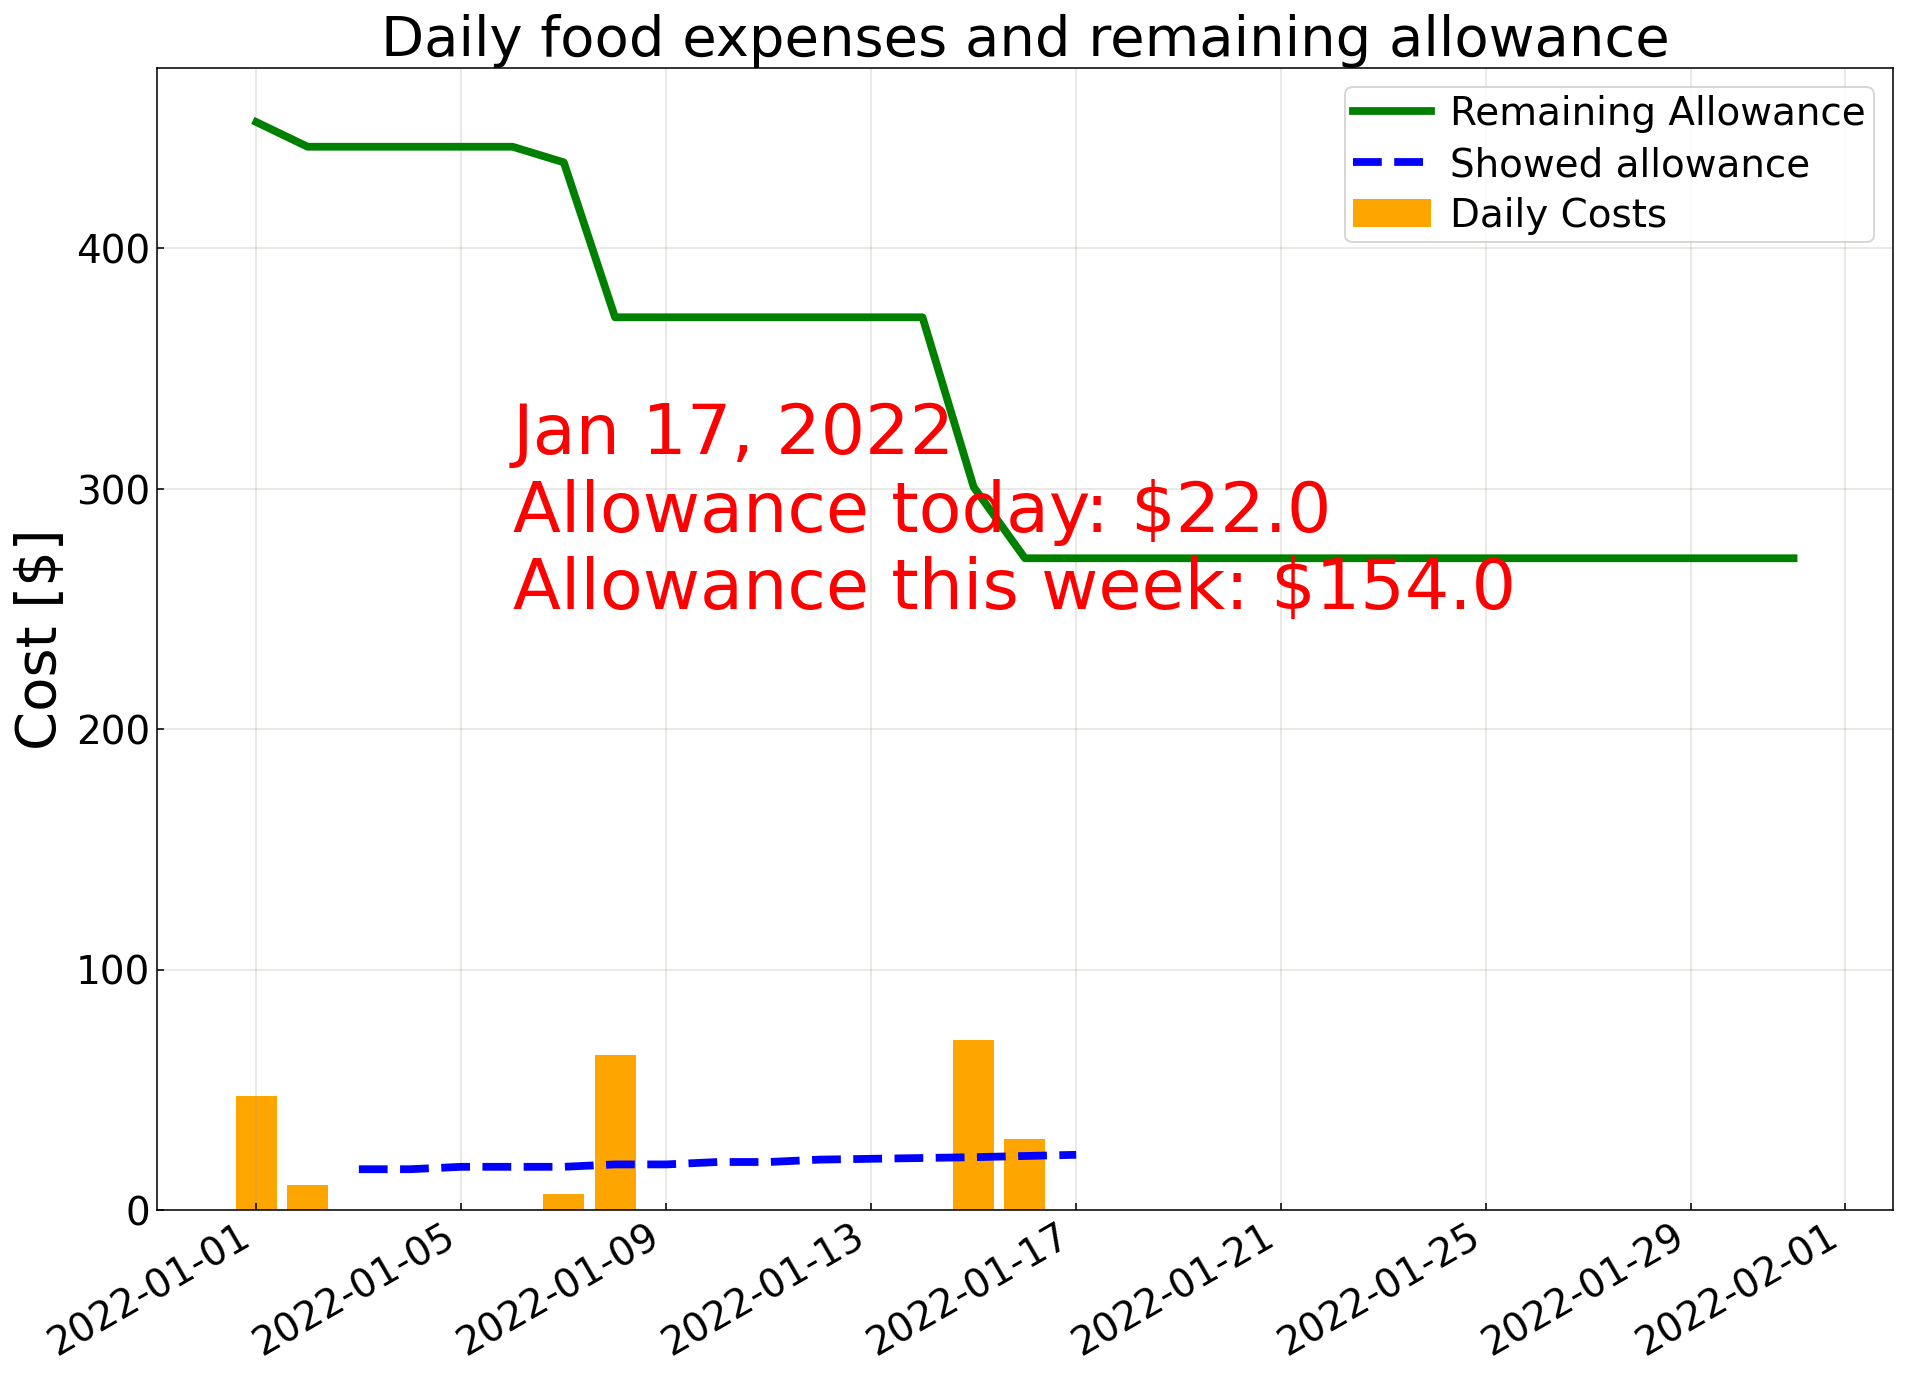 Daily food expenses and remaining allowance
Remaining Allowance
Showed allowance
Daily Costs
Cost [$]
400
300
200
100
0
Jan 17, 2022
Allowance today: $22.0
Allowance this week: $154.0
2022-01-01
2022-01-05
2022-01-09
2022-01-13
2022-01-17
2022-01-21
2022-01-25
2022-01-29
2022-02-01